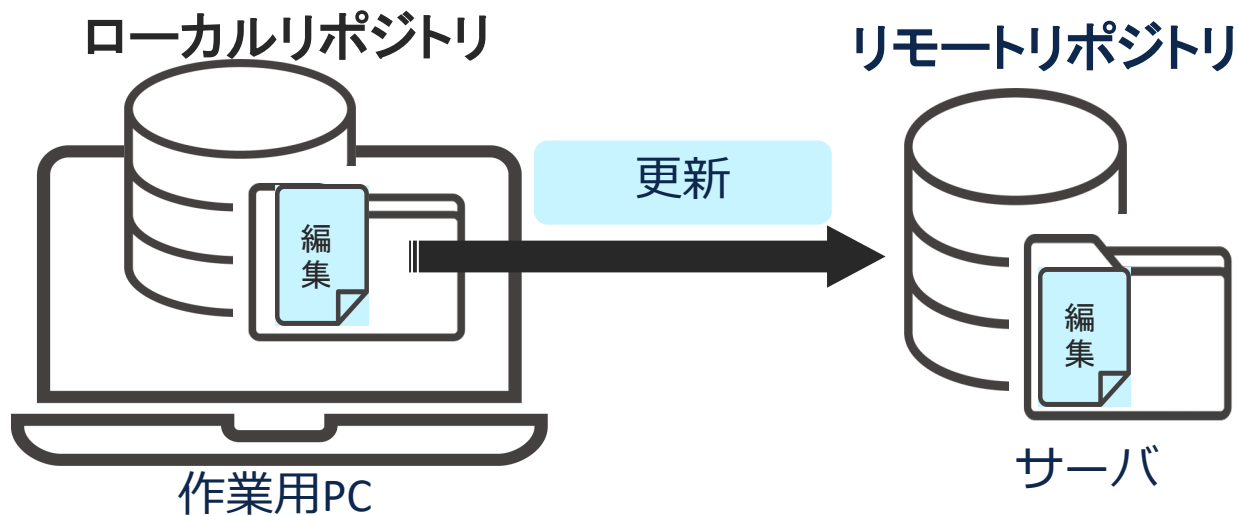 ローカルリポジトリ
リモートリポジトリ
更新
編
集
編
集
作業用PC
サーバ